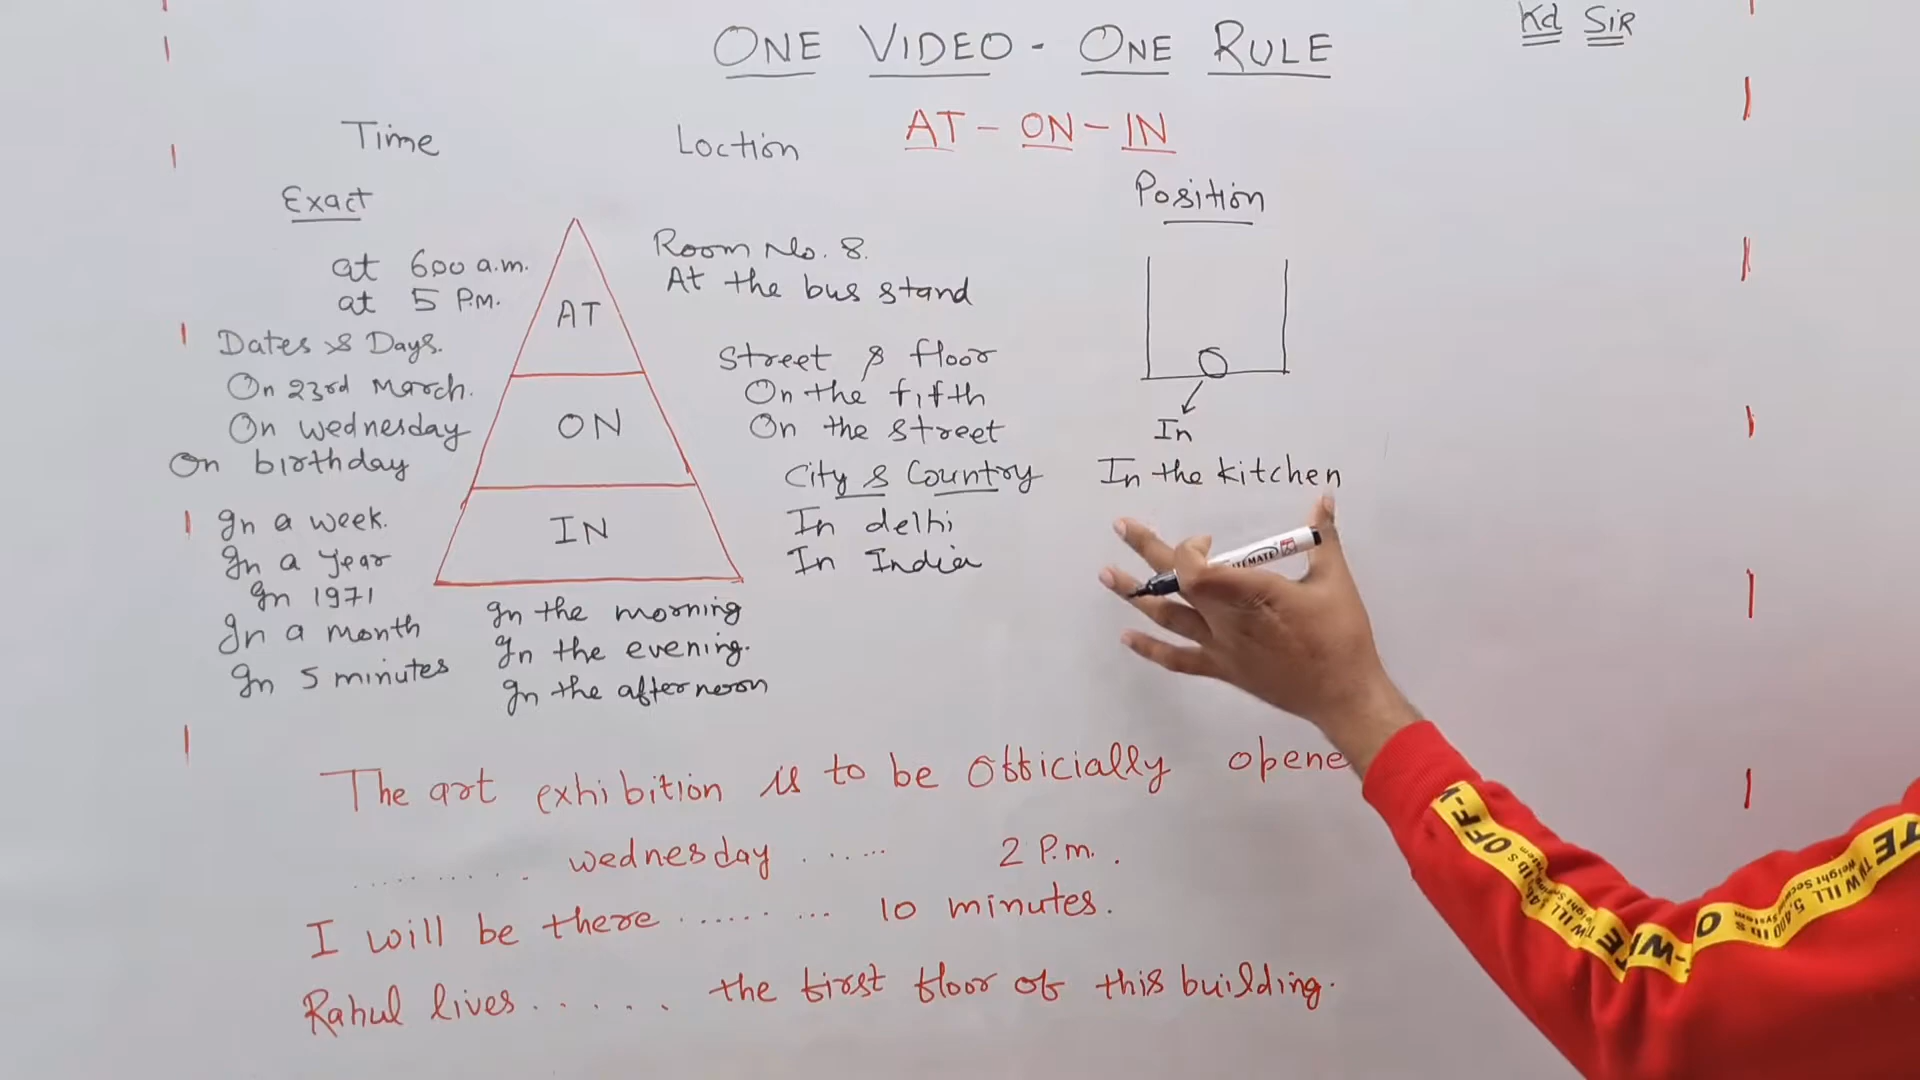 Kd SiR
ONE VIDEO - ONE RULE
AT - ON - IN
Time
Loction
Position
Exact
at 600 a.m.
at 5 P.M.
Dates & Days.
On 23rd March.
On wednesday
On birthday
In a week.
In a year
In 1971
In a month
In 5 minutes
AT
ON
IN
In the morning
In the evening.
In the afternoon
Room No. 8.
At the bus stand
Street & floor
On the fifth
On the street
City & Country
In delhi
In India
In
In the kitchen
The art exhibition is to be Officially opene
.......... wednesday ..... 2 P.m. .
I will be there ......... 10 minutes.
Rahul lives ...... the first floor of this building.